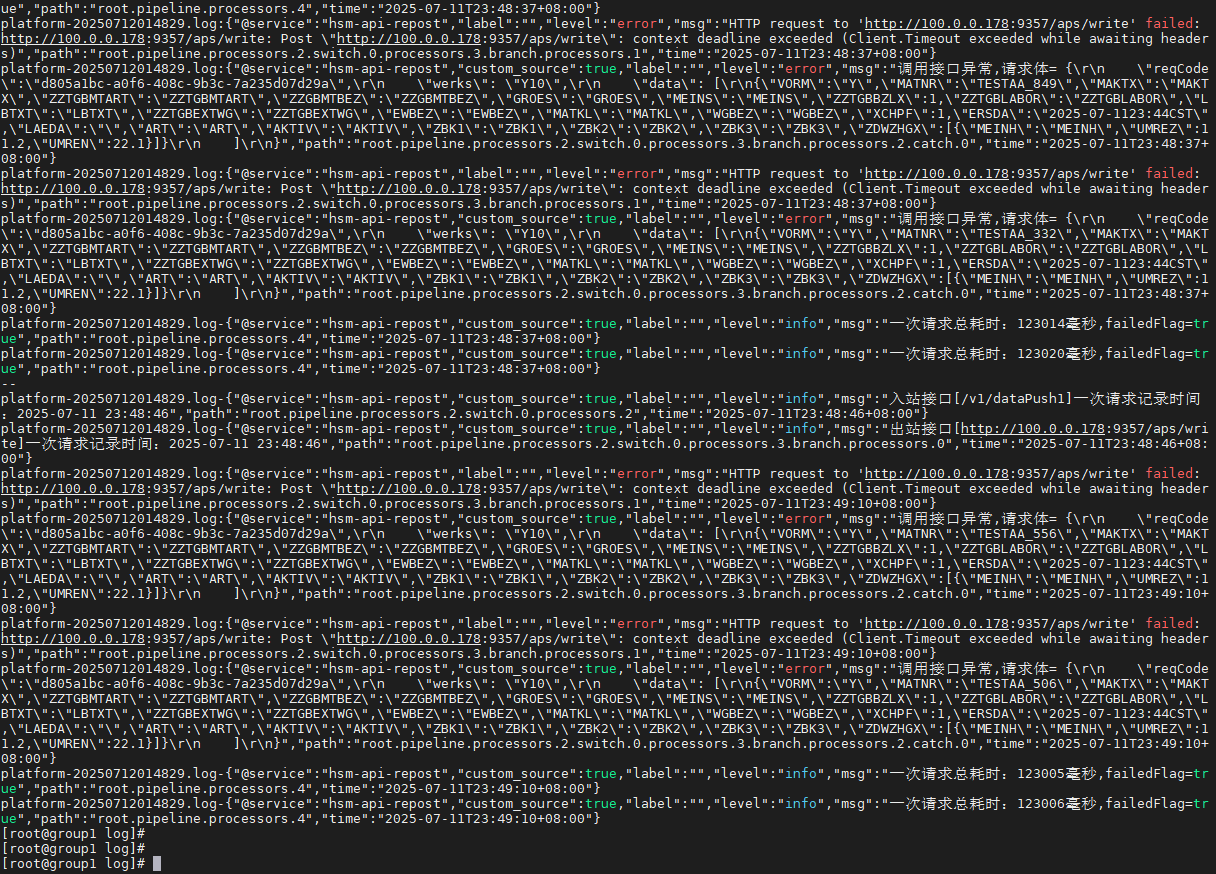 ue","path":"root.pipeline.processors.4","time":"2025-07-11T23:48:37+08:00"}
platform-20250712014829.log:{"@service":"hsm-api-repost","label":"","level":"error","msg":"HTTP request to 'http://100.0.0.178:9357/aps/write' failed:
http://100.0.0.178:9357/aps/write: Post \"http://100.0.0.178:9357/aps/write\": context deadline exceeded (Client.Timeout exceeded while awaiting header
s)","path":"root.pipeline.processors.2.switch.0.processors.3.branch.processors.1","time":"2025-07-11T23:48:37+08:00"}
platform-20250712014829.log:{"@service":"hsm-api-repost","custom_source":true,"label":"","level":"error","msg":"调用接口异常,请求体= {\r\n    \"reqCode
\":\"d805a1bc-a0f6-408c-9b3c-7a235d07d29a\",\r\n    \"werks\": \"Y10\",\r\n    \"data\": [\r\n{\"VORM\":\"Y\",\"MATNR\":\"TESTAA_849\",\"MAKTX\":\"MAKT
X\",\"ZZTGBMTART\":\"ZZTGBMTART\",\"ZZGBMTBEZ\":\"ZZGBMTBEZ\",\"GROES\":\"GROES\",\"MEINS\":\"MEINS\",\"ZZTGBBZLX\":1,\"ZZTGBLABOR\":\"ZZTGBLABOR\",\"L
BTXT\":\"LBTXT\",\"ZZTGBEXTWG\":\"ZZTGBEXTWG\",\"EWBEZ\":\"EWBEZ\",\"MATKL\":\"MATKL\",\"WGBEZ\":\"WGBEZ\",\"XCHPF\":1,\"ERSDA\":\"2025-07-1123:44CST\"
,\"LAEDA\":\"\",\"ART\":\"ART\",\"AKTIV\":\"AKTIV\",\"ZBK1\":\"ZBK1\",\"ZBK2\":\"ZBK2\",\"ZBK3\":\"ZBK3\",\"ZDWZHGX\":[{\"MEINH\":\"MEINH\",\"UMREZ\":1
1.2,\"UMREN\":22.1}]}\r\n    ]\r\n}","path":"root.pipeline.processors.2.switch.0.processors.3.branch.processors.2.catch.0","time":"2025-07-11T23:48:37+
08:00"}
platform-20250712014829.log:{"@service":"hsm-api-repost","label":"","level":"error","msg":"HTTP request to 'http://100.0.0.178:9357/aps/write' failed:
http://100.0.0.178:9357/aps/write: Post \"http://100.0.0.178:9357/aps/write\": context deadline exceeded (Client.Timeout exceeded while awaiting header
s)","path":"root.pipeline.processors.2.switch.0.processors.3.branch.processors.1","time":"2025-07-11T23:48:37+08:00"}
platform-20250712014829.log:{"@service":"hsm-api-repost","custom_source":true,"label":"","level":"error","msg":"调用接口异常,请求体= {\r\n    \"reqCode
\":\"d805a1bc-a0f6-408c-9b3c-7a235d07d29a\",\r\n    \"werks\": \"Y10\",\r\n    \"data\": [\r\n{\"VORM\":\"Y\",\"MATNR\":\"TESTAA_332\",\"MAKTX\":\"MAKT
X\",\"ZZTGBMTART\":\"ZZTGBMTART\",\"ZZGBMTBEZ\":\"ZZGBMTBEZ\",\"GROES\":\"GROES\",\"MEINS\":\"MEINS\",\"ZZTGBBZLX\":1,\"ZZTGBLABOR\":\"ZZTGBLABOR\",\"L
BTXT\":\"LBTXT\",\"ZZTGBEXTWG\":\"ZZTGBEXTWG\",\"EWBEZ\":\"EWBEZ\",\"MATKL\":\"MATKL\",\"WGBEZ\":\"WGBEZ\",\"XCHPF\":1,\"ERSDA\":\"2025-07-1123:44CST\"
,\"LAEDA\":\"\",\"ART\":\"ART\",\"AKTIV\":\"AKTIV\",\"ZBK1\":\"ZBK1\",\"ZBK2\":\"ZBK2\",\"ZBK3\":\"ZBK3\",\"ZDWZHGX\":[{\"MEINH\":\"MEINH\",\"UMREZ\":1
1.2,\"UMREN\":22.1}]}\r\n    ]\r\n}","path":"root.pipeline.processors.2.switch.0.processors.3.branch.processors.2.catch.0","time":"2025-07-11T23:48:37+
08:00"}
platform-20250712014829.log-{"@service":"hsm-api-repost","custom_source":true,"label":"","level":"info","msg":"一次请求总耗时：123014毫秒,failedFlag=tr
ue","path":"root.pipeline.processors.4","time":"2025-07-11T23:48:37+08:00"}
platform-20250712014829.log-{"@service":"hsm-api-repost","custom_source":true,"label":"","level":"info","msg":"一次请求总耗时：123020毫秒,failedFlag=tr
ue","path":"root.pipeline.processors.4","time":"2025-07-11T23:48:37+08:00"}
--
platform-20250712014829.log-{"@service":"hsm-api-repost","custom_source":true,"label":"","level":"info","msg":"入站接口[/v1/dataPush1]一次请求记录时间
：2025-07-11 23:48:46","path":"root.pipeline.processors.2.switch.0.processors.2","time":"2025-07-11T23:48:46+08:00"}
platform-20250712014829.log-{"@service":"hsm-api-repost","custom_source":true,"label":"","level":"info","msg":"出站接口[http://100.0.0.178:9357/aps/wri
te]一次请求记录时间：2025-07-11 23:48:46","path":"root.pipeline.processors.2.switch.0.processors.3.branch.processors.0","time":"2025-07-11T23:48:46+08:
00"}
platform-20250712014829.log:{"@service":"hsm-api-repost","label":"","level":"error","msg":"HTTP request to 'http://100.0.0.178:9357/aps/write' failed:
http://100.0.0.178:9357/aps/write: Post \"http://100.0.0.178:9357/aps/write\": context deadline exceeded (Client.Timeout exceeded while awaiting header
s)","path":"root.pipeline.processors.2.switch.0.processors.3.branch.processors.1","time":"2025-07-11T23:49:10+08:00"}
platform-20250712014829.log:{"@service":"hsm-api-repost","custom_source":true,"label":"","level":"error","msg":"调用接口异常,请求体= {\r\n    \"reqCode
\":\"d805a1bc-a0f6-408c-9b3c-7a235d07d29a\",\r\n    \"werks\": \"Y10\",\r\n    \"data\": [\r\n{\"VORM\":\"Y\",\"MATNR\":\"TESTAA_556\",\"MAKTX\":\"MAKT
X\",\"ZZTGBMTART\":\"ZZTGBMTART\",\"ZZGBMTBEZ\":\"ZZGBMTBEZ\",\"GROES\":\"GROES\",\"MEINS\":\"MEINS\",\"ZZTGBBZLX\":1,\"ZZTGBLABOR\":\"ZZTGBLABOR\",\"L
BTXT\":\"LBTXT\",\"ZZTGBEXTWG\":\"ZZTGBEXTWG\",\"EWBEZ\":\"EWBEZ\",\"MATKL\":\"MATKL\",\"WGBEZ\":\"WGBEZ\",\"XCHPF\":1,\"ERSDA\":\"2025-07-1123:44CST\"
,\"LAEDA\":\"\",\"ART\":\"ART\",\"AKTIV\":\"AKTIV\",\"ZBK1\":\"ZBK1\",\"ZBK2\":\"ZBK2\",\"ZBK3\":\"ZBK3\",\"ZDWZHGX\":[{\"MEINH\":\"MEINH\",\"UMREZ\":1
1.2,\"UMREN\":22.1}]}\r\n    ]\r\n}","path":"root.pipeline.processors.2.switch.0.processors.3.branch.processors.2.catch.0","time":"2025-07-11T23:49:10+
08:00"}
platform-20250712014829.log:{"@service":"hsm-api-repost","label":"","level":"error","msg":"HTTP request to 'http://100.0.0.178:9357/aps/write' failed:
http://100.0.0.178:9357/aps/write: Post \"http://100.0.0.178:9357/aps/write\": context deadline exceeded (Client.Timeout exceeded while awaiting header
s)","path":"root.pipeline.processors.2.switch.0.processors.3.branch.processors.1","time":"2025-07-11T23:49:10+08:00"}
platform-20250712014829.log:{"@service":"hsm-api-repost","custom_source":true,"label":"","level":"error","msg":"调用接口异常,请求体= {\r\n    \"reqCode
\":\"d805a1bc-a0f6-408c-9b3c-7a235d07d29a\",\r\n    \"werks\": \"Y10\",\r\n    \"data\": [\r\n{\"VORM\":\"Y\",\"MATNR\":\"TESTAA_506\",\"MAKTX\":\"MAKT
X\",\"ZZTGBMTART\":\"ZZTGBMTART\",\"ZZGBMTBEZ\":\"ZZGBMTBEZ\",\"GROES\":\"GROES\",\"MEINS\":\"MEINS\",\"ZZTGBBZLX\":1,\"ZZTGBLABOR\":\"ZZTGBLABOR\",\"L
BTXT\":\"LBTXT\",\"ZZTGBEXTWG\":\"ZZTGBEXTWG\",\"EWBEZ\":\"EWBEZ\",\"MATKL\":\"MATKL\",\"WGBEZ\":\"WGBEZ\",\"XCHPF\":1,\"ERSDA\":\"2025-07-1123:44CST\"
,\"LAEDA\":\"\",\"ART\":\"ART\",\"AKTIV\":\"AKTIV\",\"ZBK1\":\"ZBK1\",\"ZBK2\":\"ZBK2\",\"ZBK3\":\"ZBK3\",\"ZDWZHGX\":[{\"MEINH\":\"MEINH\",\"UMREZ\":1
1.2,\"UMREN\":22.1}]}\r\n    ]\r\n}","path":"root.pipeline.processors.2.switch.0.processors.3.branch.processors.2.catch.0","time":"2025-07-11T23:49:10+
08:00"}
platform-20250712014829.log-{"@service":"hsm-api-repost","custom_source":true,"label":"","level":"info","msg":"一次请求总耗时：123005毫秒,failedFlag=tr
ue","path":"root.pipeline.processors.4","time":"2025-07-11T23:49:10+08:00"}
platform-20250712014829.log-{"@service":"hsm-api-repost","custom_source":true,"label":"","level":"info","msg":"一次请求总耗时：123006毫秒,failedFlag=tr
ue","path":"root.pipeline.processors.4","time":"2025-07-11T23:49:10+08:00"}
[root@group1 log]#
[root@group1 log]#
[root@group1 log]#